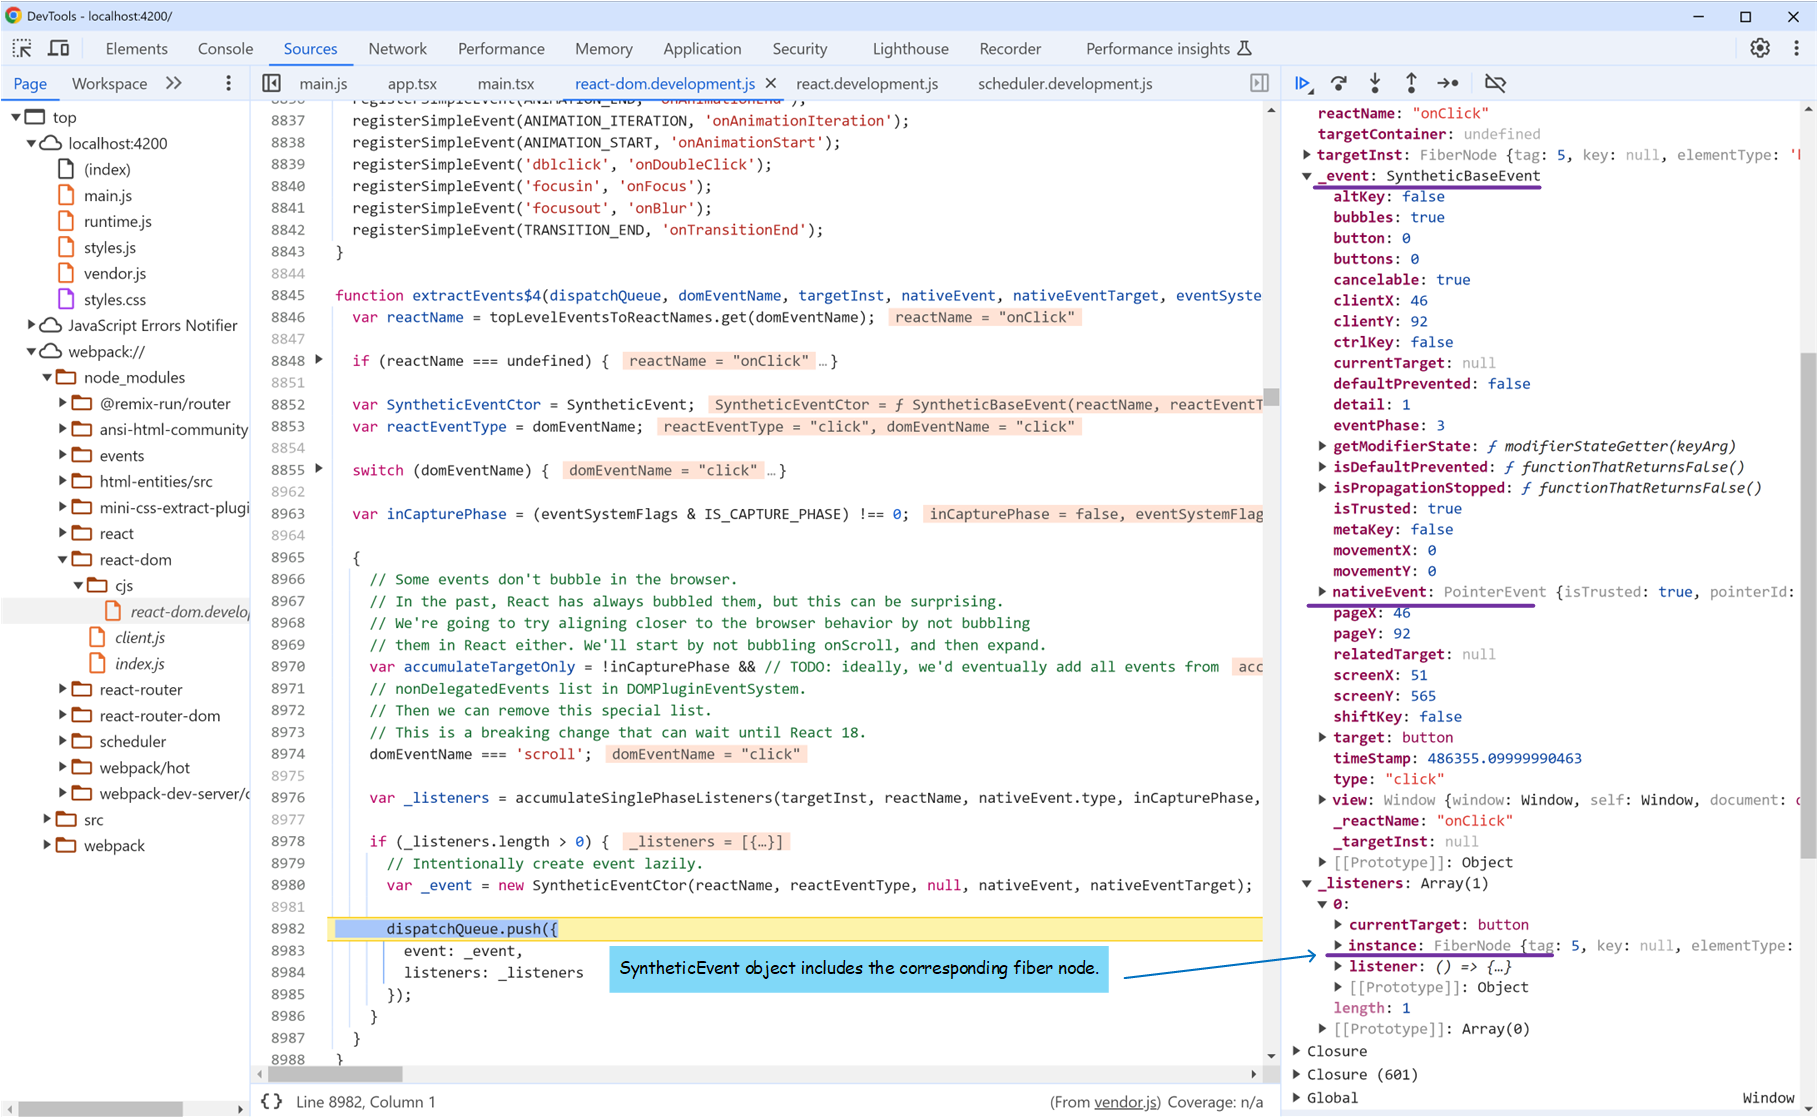 DevTools - localhost:4200/
Elements Console Sources Network Performance Memory Application Security Lighthouse Recorder Performance insights
Page Workspace
main.js app.tsx main.tsx react-dom.development.js react.development.js scheduler.development.js
top
localhost:4200
(index)
main.js
runtime.js
styles.js
vendor.js
styles.css
JavaScript Errors Notifier
webpack://
node_modules
@remix-run/router
ansi-html-community
events
html-entities/src
mini-css-extract-plugi
react
react-dom
cjs
react-dom.develo
client.js
index.js
react-router
react-router-dom
scheduler
webpack/hot
webpack-dev-server/c
src
webpack
8836 registerSimpleEvent(ANIMATION_END, 'onAnimationEnd');
8837 registerSimpleEvent(ANIMATION_ITERATION, 'onAnimationIteration');
8838 registerSimpleEvent(ANIMATION_START, 'onAnimationStart');
8839 registerSimpleEvent('dblclick', 'onDoubleClick');
8840 registerSimpleEvent('focusin', 'onFocus');
8841 registerSimpleEvent('focusout', 'onBlur');
8842 registerSimpleEvent(TRANSITION_END, 'onTransitionEnd');
8843 }
8844
8845 function extractEvents$4(dispatchQueue, domEventName, targetInst, nativeEvent, nativeEventTarget, eventSyste
8846 var reactName = topLevelEventsToReactNames.get(domEventName); reactName = "onClick"
8847
8848 if (reactName === undefined) { reactName = "onClick" …}
8851
8852 var SyntheticEventCtor = SyntheticEvent; SyntheticEventCtor = ƒ SyntheticBaseEvent(reactName, reactEventT
8853 var reactEventType = domEventName; reactEventType = "click", domEventName = "click"
8854
8855 switch (domEventName) { domEventName = "click" …}
8962
8963 var inCapturePhase = (eventSystemFlags & IS_CAPTURE_PHASE) !== 0; inCapturePhase = false, eventSystemFlag
8964
8965 {
8966 // Some events don't bubble in the browser.
8967 // In the past, React has always bubbled them, but this can be surprising.
8968 // We're going to try aligning closer to the browser behavior by not bubbling
8969 // them in React either. We'll start by not bubbling onScroll, and then expand.
8970 var accumulateTargetOnly = !inCapturePhase && // TODO: ideally, we'd eventually add all events from acc
8971 // nonDelegatedEvents list in DOMPluginEventSystem.
8972 // Then we can remove this special list.
8973 // This is a breaking change that can wait until React 18.
8974 domEventName === 'scroll'; domEventName = "click"
8975
8976 var _listeners = accumulateSinglePhaseListeners(targetInst, reactName, nativeEvent.type, inCapturePhase,
8977
8978 if (_listeners.length > 0) { _listeners = [{…}]
8979 // Intentionally create event lazily.
8980 var _event = new SyntheticEventCtor(reactName, reactEventType, null, nativeEvent, nativeEventTarget);
8981
8982 dispatchQueue.push({
8983 event: _event,
8984 listeners: _listeners
8985 });
8986 }
8987 }
8988 }
SyntheticEvent object includes the corresponding fiber node.
{} Line 8982, Column 1 (From vendor.js) Coverage: n/a
reactName: "onClick"
targetContainer: undefined
targetInst: FiberNode {tag: 5, key: null, elementType: 'b
_event: SyntheticBaseEvent
altKey: false
bubbles: true
button: 0
buttons: 0
cancelable: true
clientX: 46
clientY: 92
ctrlKey: false
currentTarget: null
defaultPrevented: false
detail: 1
eventPhase: 3
getModifierState: ƒ modifierStateGetter(keyArg)
isDefaultPrevented: ƒ functionThatReturnsFalse()
isPropagationStopped: ƒ functionThatReturnsFalse()
isTrusted: true
metaKey: false
movementX: 0
movementY: 0
nativeEvent: PointerEvent {isTrusted: true, pointerId:
pageX: 46
pageY: 92
relatedTarget: null
screenX: 51
screenY: 565
shiftKey: false
target: button
timeStamp: 486355.09999990463
type: "click"
view: Window {window: Window, self: Window, document: c
_reactName: "onClick"
_targetInst: null
[[Prototype]]: Object
_listeners: Array(1)
0:
currentTarget: button
instance: FiberNode {tag: 5, key: null, elementType:
listener: () => {…}
[[Prototype]]: Object
length: 1
[[Prototype]]: Array(0)
Closure
Closure (601)
Global Window